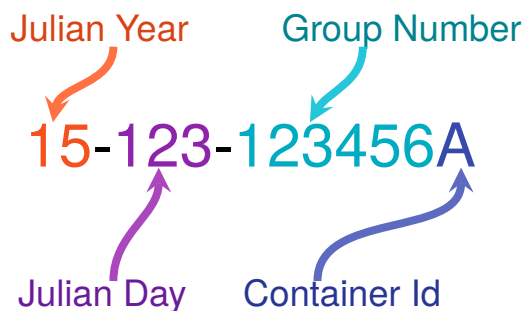 Julian Year Group Number
15-123-123456A
Julian Day Container Id